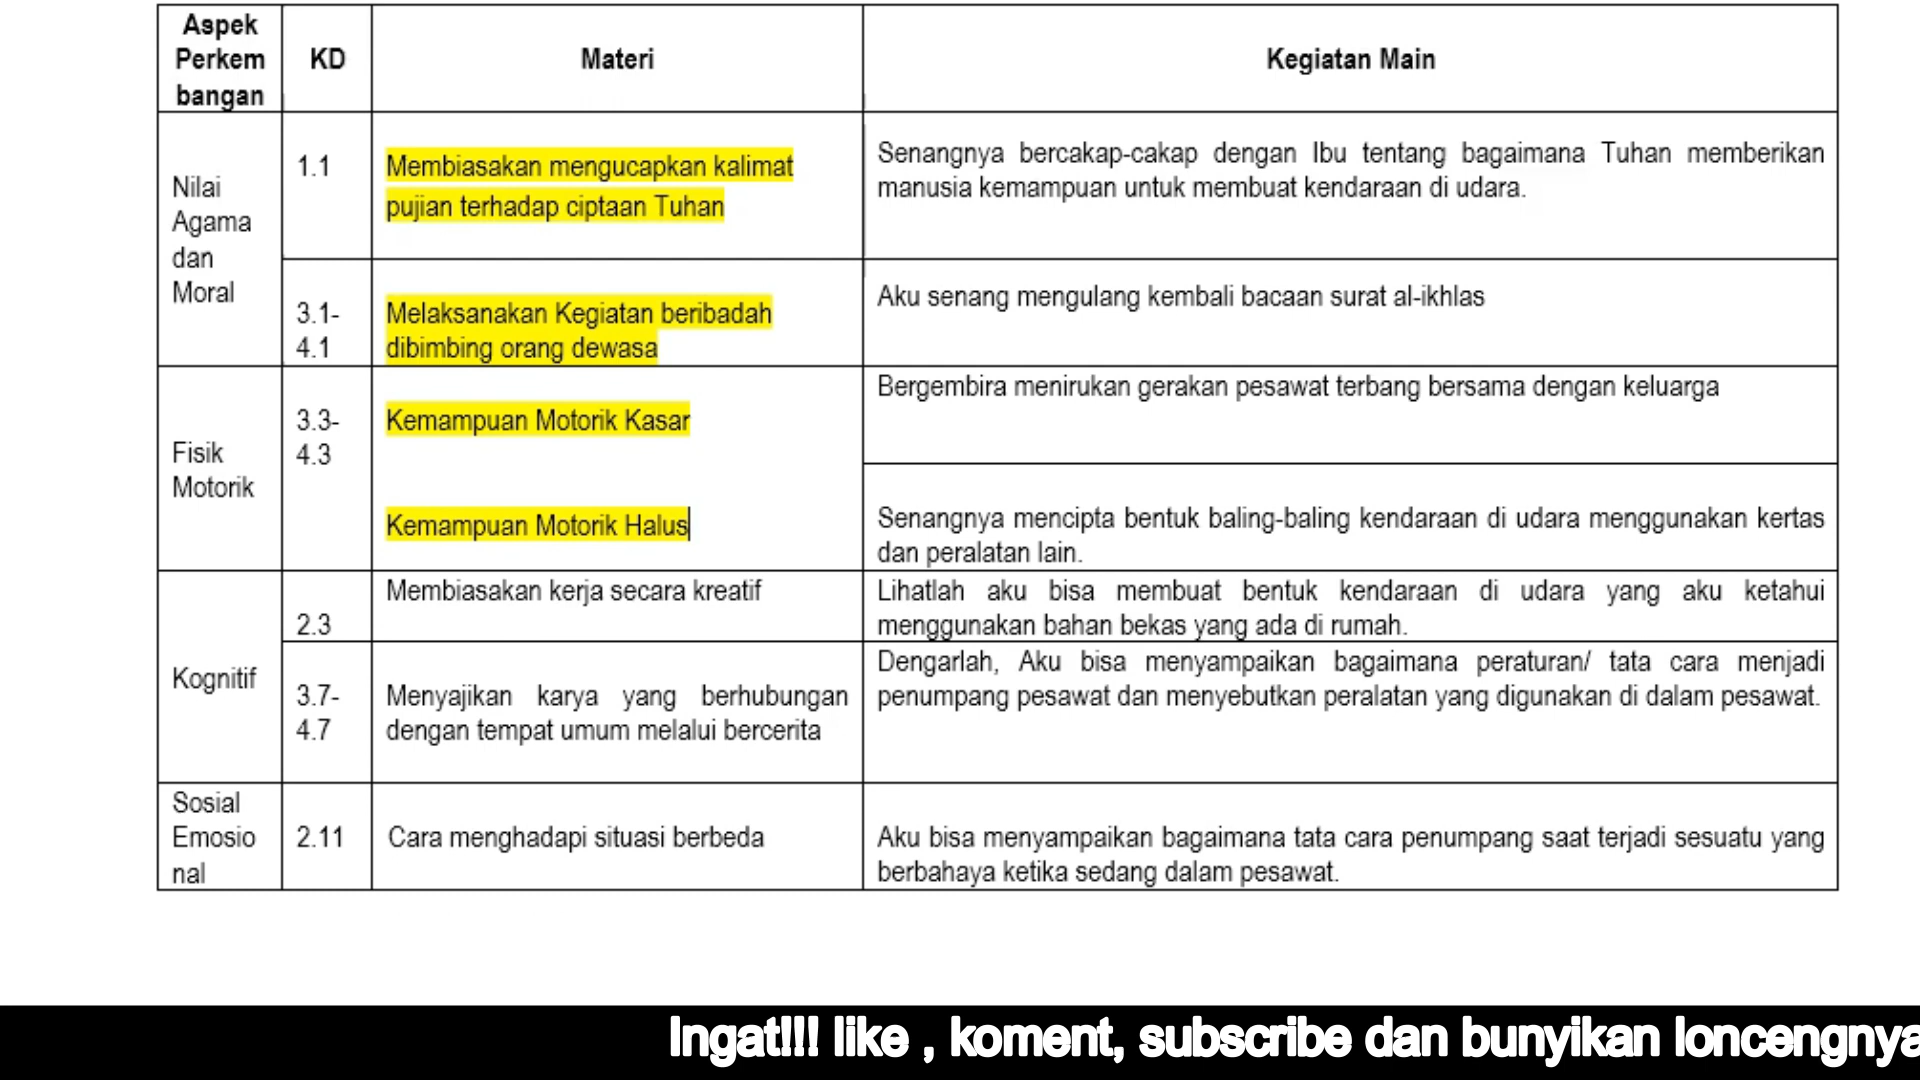 Aspek
Perkem
bangan
KD
Materi
Kegiatan Main
Nilai
Agama
dan
Moral
1.1
Membiasakan mengucapkan kalimat
pujian terhadap ciptaan Tuhan
Senangnya bercakap-cakap dengan Ibu tentang bagaimana Tuhan memberikan
manusia kemampuan untuk membuat kendaraan di udara.
3.1-
4.1
Melaksanakan Kegiatan beribadah
dibimbing orang dewasa
Aku senang mengulang kembali bacaan surat al-ikhlas
Fisik
Motorik
3.3-
4.3
Kemampuan Motorik Kasar
Bergembira menirukan gerakan pesawat terbang bersama dengan keluarga
Kemampuan Motorik Halus
Senangnya mencipta bentuk baling-baling kendaraan di udara menggunakan kertas
dan peralatan lain.
Kognitif
2.3
Membiasakan kerja secara kreatif
Lihatlah aku bisa membuat bentuk kendaraan di udara yang aku ketahui
menggunakan bahan bekas yang ada di rumah.
3.7-
4.7
Menyajikan karya yang berhubungan
dengan tempat umum melalui bercerita
Dengarlah, Aku bisa menyampaikan bagaimana peraturan/ tata cara menjadi
penumpang pesawat dan menyebutkan peralatan yang digunakan di dalam pesawat.
Sosial
Emosio
nal
2.11
Cara menghadapi situasi berbeda
Aku bisa menyampaikan bagaimana tata cara penumpang saat terjadi sesuatu yang
berbahaya ketika sedang dalam pesawat.
Ingat!!! like , koment, subscribe dan bunyikan loncengnya